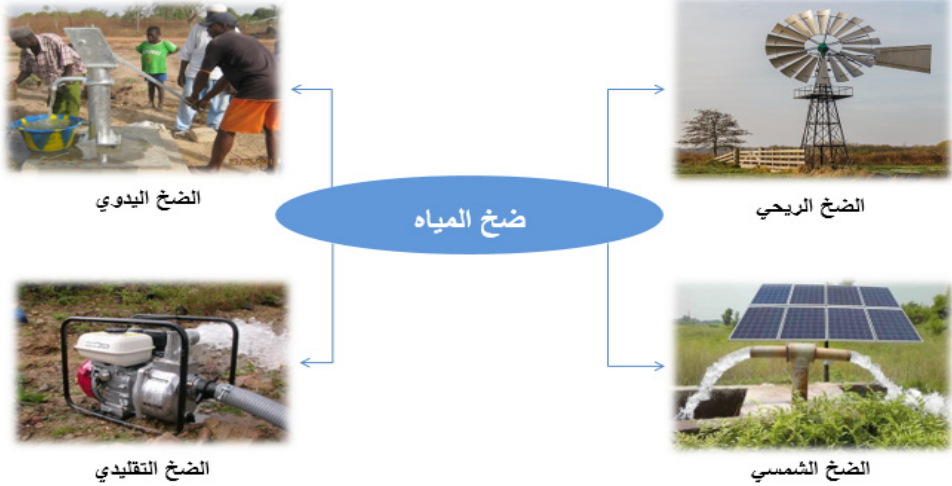 الضخ الريحي
الضخ اليدوي
ضخ المياه
الضخ الشمسي
الضخ التقليدي